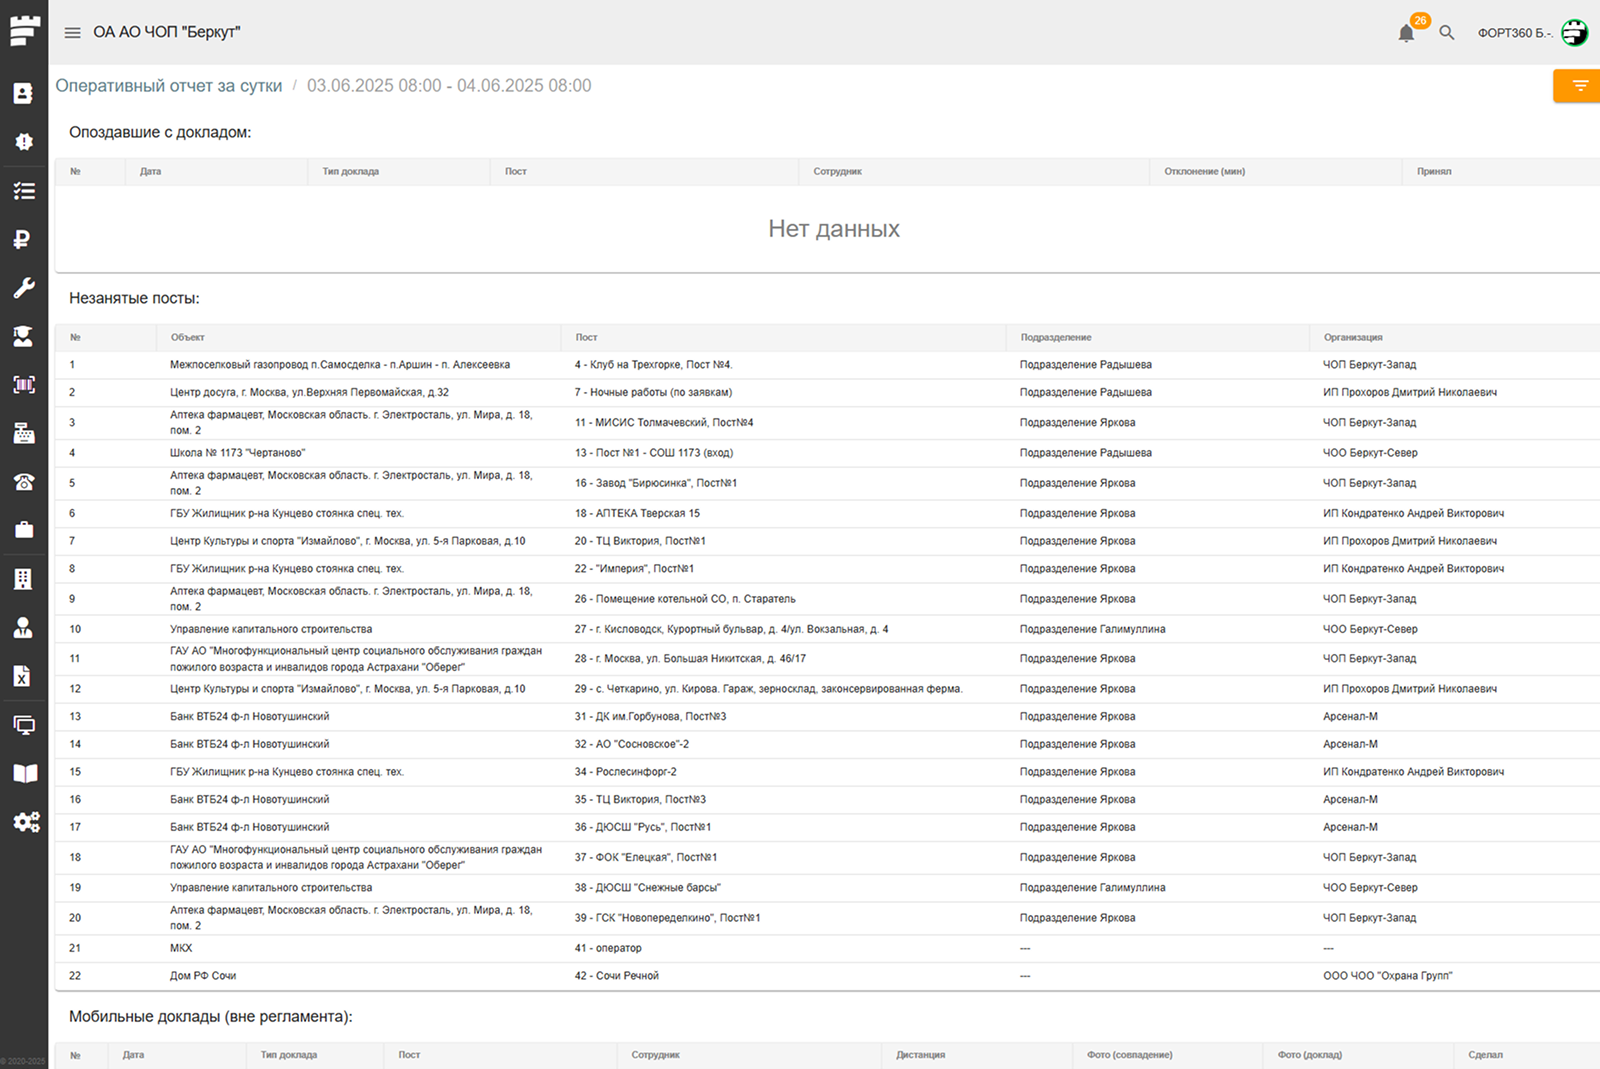 ОА АО ЧОП "Беркут"
26
ФОРТ360 Б.-.
Оперативный отчет за сутки / 03.06.2025 08:00 - 04.06.2025 08:00
Опоздавшие с докладом:
№ Дата Тип доклада Пост Сотрудник Отклонение (мин) Принял
Нет данных
Незанятые посты:
№ Объект Пост Подразделение Организация
1 Межпоселковый газопровод п.Самосделка - п.Аршин - п. Алексеевка 4 - Клуб на Трехгорке, Пост №4. Подразделение Радышева ЧОП Беркут-Запад
2 Центр досуга, г. Москва, ул.Верхняя Первомайская, д.32 7 - Ночные работы (по заявкам) Подразделение Радышева ИП Прохоров Дмитрий Николаевич
3 Аптека фармацевт, Московская область. г. Электросталь, ул. Мира, д. 18,
пом. 2 11 - МИСИС Толмачевский, Пост№4 Подразделение Яркова ЧОП Беркут-Запад
4 Школа № 1173 "Чертаново" 13 - Пост №1 - СОШ 1173 (вход) Подразделение Радышева ЧОО Беркут-Север
5 Аптека фармацевт, Московская область. г. Электросталь, ул. Мира, д. 18,
пом. 2 16 - Завод "Бирюсинка", Пост№1 Подразделение Яркова ЧОП Беркут-Запад
6 ГБУ Жилищник р-на Кунцево стоянка спец. тех. 18 - АПТЕКА Тверская 15 Подразделение Яркова ИП Кондратенко Андрей Викторович
7 Центр Культуры и спорта "Измайлово", г. Москва, ул. 5-я Парковая, д.10 20 - ТЦ Виктория, Пост№1 Подразделение Яркова ИП Прохоров Дмитрий Николаевич
8 ГБУ Жилищник р-на Кунцево стоянка спец. тех. 22 - "Империя", Пост№1 Подразделение Яркова ИП Кондратенко Андрей Викторович
9 Аптека фармацевт, Московская область. г. Электросталь, ул. Мира, д. 18,
пом. 2 26 - Помещение котельной СО, п. Старатель Подразделение Яркова ЧОП Беркут-Запад
10 Управление капитального строительства 27 - г. Кисловодск, Курортный бульвар, д. 4/ул. Вокзальная, д. 4 Подразделение Галимуллина ЧОО Беркут-Север
11 ГАУ АО "Многофункциональный центр социального обслуживания граждан
пожилого возраста и инвалидов города Астрахани "Оберег" 28 - г. Москва, ул. Большая Никитская, д. 46/17 Подразделение Яркова ЧОП Беркут-Запад
12 Центр Культуры и спорта "Измайлово", г. Москва, ул. 5-я Парковая, д.10 29 - с. Четкарино, ул. Кирова. Гараж, зерносклад, законсервированная ферма. Подразделение Яркова ИП Прохоров Дмитрий Николаевич
13 Банк ВТБ24 ф-л Новотушинский 31 - ДК им.Горбунова, Пост№3 Подразделение Яркова Арсенал-М
14 Банк ВТБ24 ф-л Новотушинский 32 - АО "Сосновское"-2 Подразделение Яркова Арсенал-М
15 ГБУ Жилищник р-на Кунцево стоянка спец. тех. 34 - Рослесинфорг-2 Подразделение Яркова ИП Кондратенко Андрей Викторович
16 Банк ВТБ24 ф-л Новотушинский 35 - ТЦ Виктория, Пост№3 Подразделение Яркова Арсенал-М
17 Банк ВТБ24 ф-л Новотушинский 36 - ДЮСШ "Русь", Пост№1 Подразделение Яркова Арсенал-М
18 ГАУ АО "Многофункциональный центр социального обслуживания граждан
пожилого возраста и инвалидов города Астрахани "Оберег" 37 - ФОК "Елецкая", Пост№1 Подразделение Яркова ЧОП Беркут-Запад
19 Управление капитального строительства 38 - ДЮСШ "Снежные барсы" Подразделение Галимуллина ЧОО Беркут-Север
20 Аптека фармацевт, Московская область. г. Электросталь, ул. Мира, д. 18,
пом. 2 39 - ГСК "Новопеределкино", Пост№1 Подразделение Яркова ЧОП Беркут-Запад
21 МКХ 41 - оператор --- ---
22 Дом РФ Сочи 42 - Сочи Речной --- ООО ЧОО "Охрана Групп"
Мобильные доклады (вне регламента):
№ Дата Тип доклада Пост Сотрудник Дистанция Фото (совпадение) Фото (доклад) Сделал
© 2020-2025